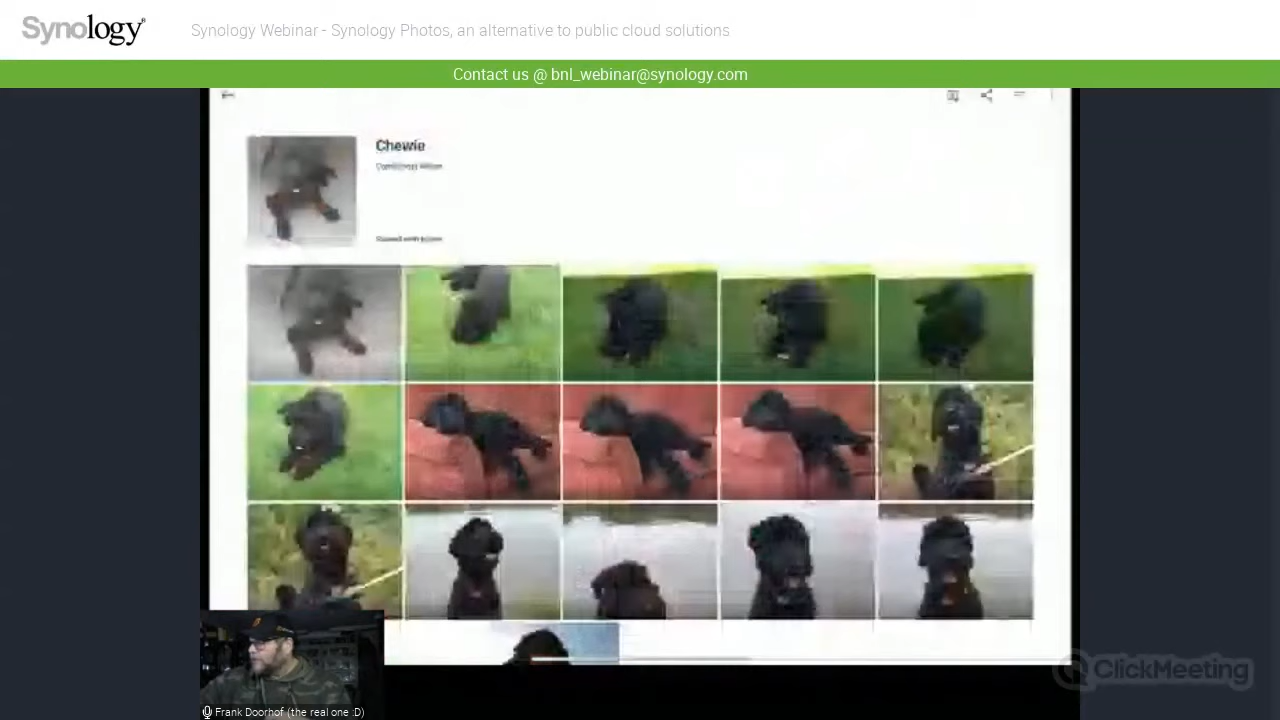 Synology
Synology Webinar - Synology Photos, an alternative to public cloud solutions
Contact us @ bnl_webinar@synology.com
Chewie
ClickMeeting
Frank Doorhof (the real one :D)